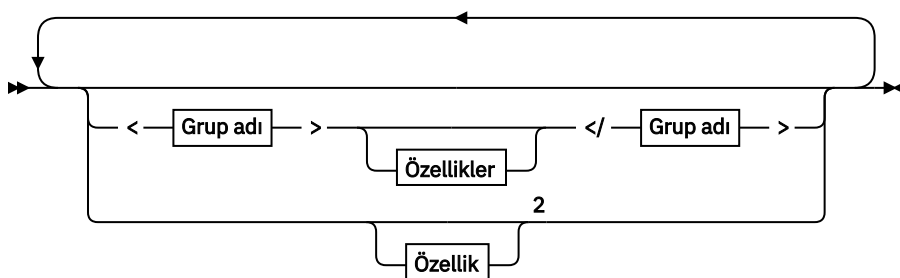 < Grup adı > </ Grup adı >
Özellikler
2
Özellik